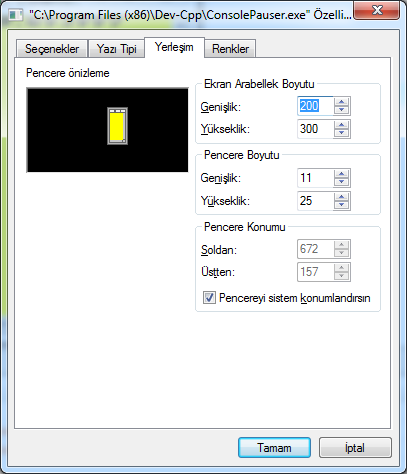 "C:\Program Files (x86)\Dev-Cpp\ConsolePauser.exe" Özelli...
Seçenekler Yazı Tipi Yerleşim Renkler
Pencere önizleme
Ekran Arabellek Boyutu
Genişlik: 200
Yükseklik: 300
Pencere Boyutu
Genişlik: 11
Yükseklik: 25
Pencere Konumu
Soldan: 672
Üstten: 157
Pencereyi sistem konumlandırsın
Tamam İptal